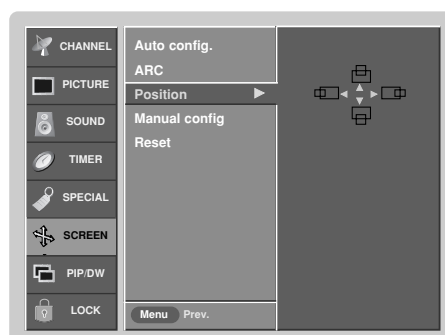 CHANNEL
PICTURE
SOUND
TIMER
SPECIAL
SCREEN
PIP/DW
LOCK
Auto config.
ARC
Position
Manual config
Reset
Menu Prev.